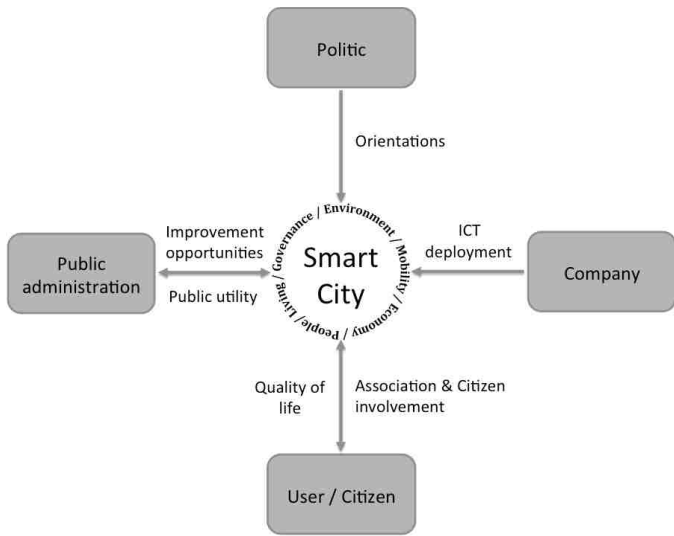 Politic
Orientations
Governance / Environment / Mobility / Economy / People / Living /
Smart
City
Improvement
opportunities
Public utility
Public
administration
ICT
deployment
Company
Quality of
life
Association & Citizen
involvement
User / Citizen